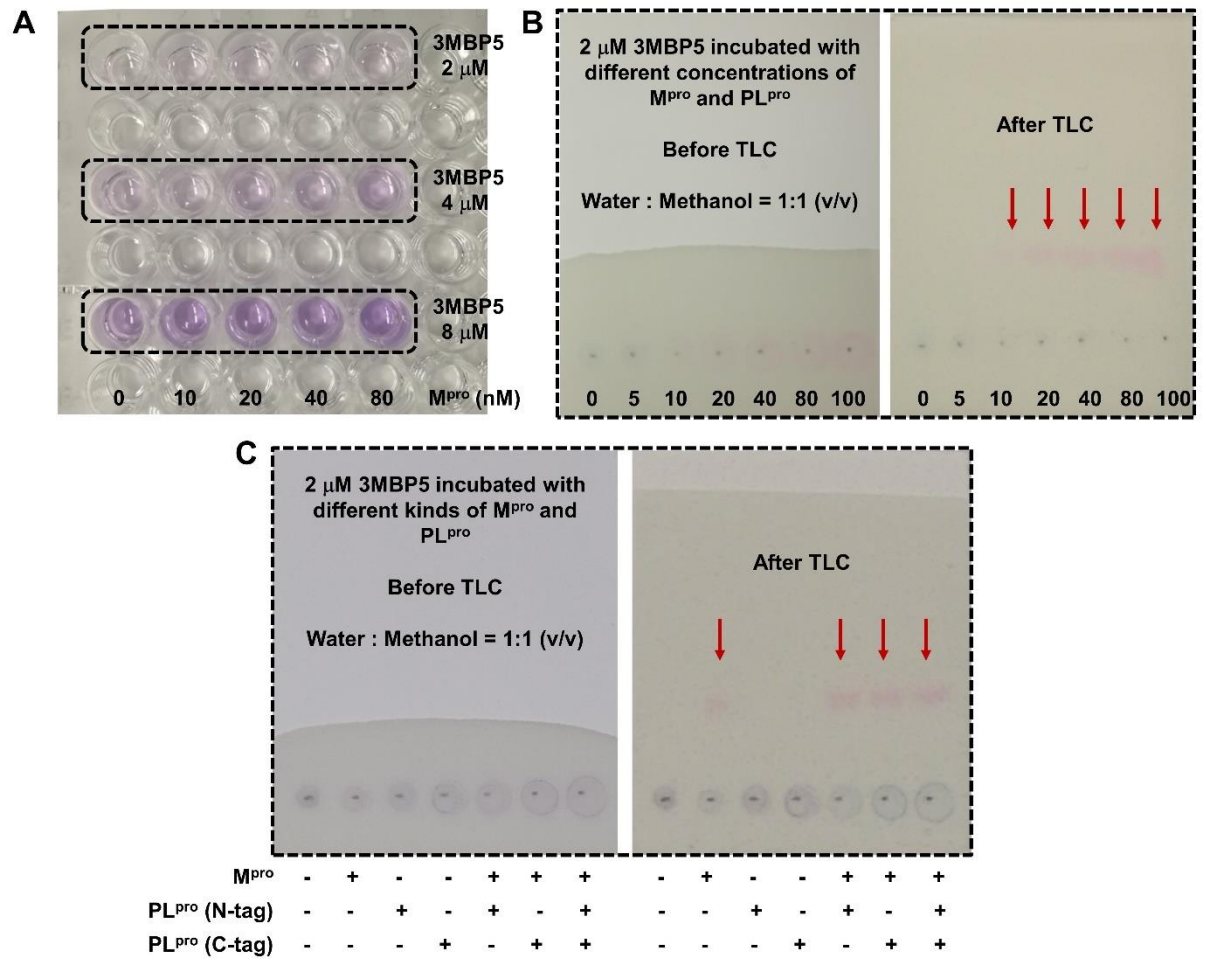 A
3MBP5
2 μM
3MBP5
4 μM
3MBP5
8 μM
0 10 20 40 80 Mᵖʳᵒ (nM)
B
2 μM 3MBP5 incubated with
different concentrations of
Mᵖʳᵒ and PLᵖʳᵒ
Before TLC
Water : Methanol = 1:1 (v/v)
0 5 10 20 40 80 100
After TLC
0 5 10 20 40 80 100
C
2 μM 3MBP5 incubated with
different kinds of Mᵖʳᵒ and
PLᵖʳᵒ
Before TLC
Water : Methanol = 1:1 (v/v)
After TLC
Mᵖʳᵒ - + - - + + + - + - - + + +
PLᵖʳᵒ (N-tag) - - + - + - + - - + - + - +
PLᵖʳᵒ (C-tag) - - - + - + + - - - + - + +